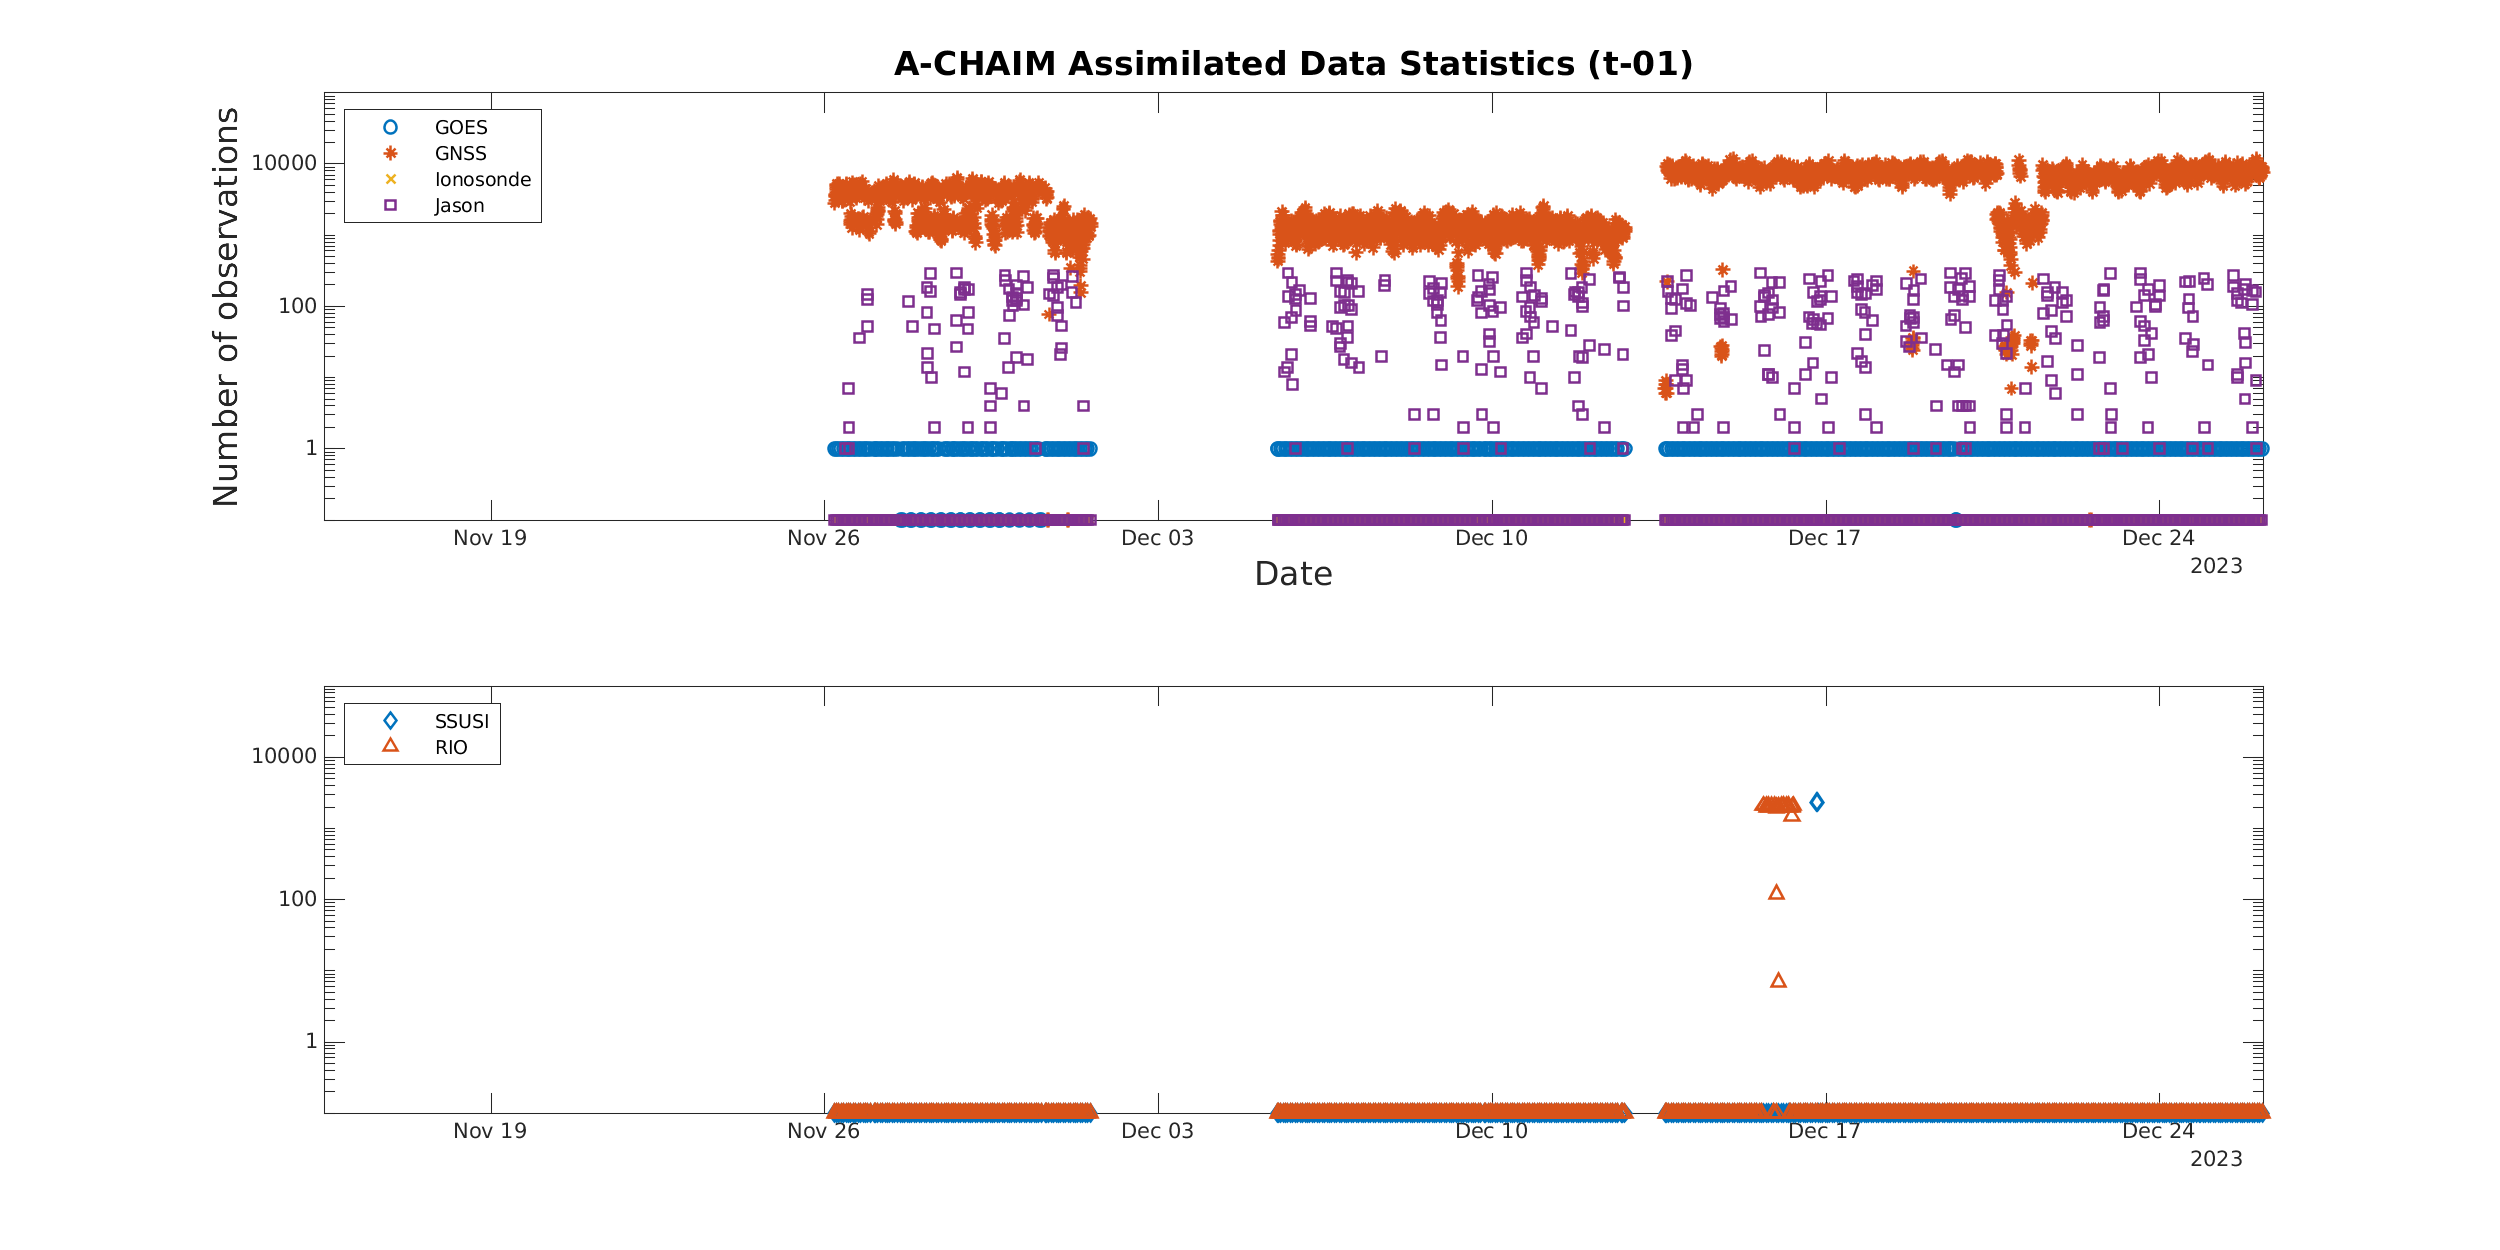 A-CHAIM Assimilated Data Statistics (t-01)
Number of observations
10000
100
1
GOES
GNSS
Ionosonde
Jason
Nov 19
Nov 26
Dec 03
Dec 10
Dec 17
Dec 24
2023
Date
10000
100
1
SSUSI
RIO
Nov 19
Nov 26
Dec 03
Dec 10
Dec 17
Dec 24
2023